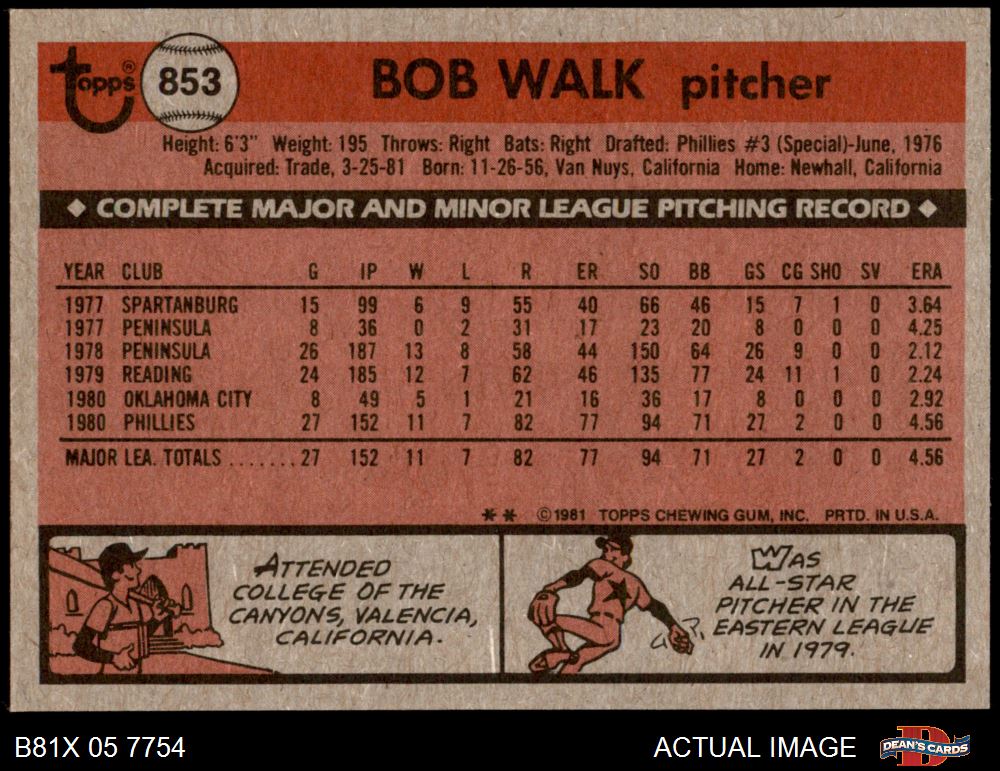 topps® 853 BOB WALK pitcher
Height: 6'3" Weight: 195 Throws: Right Bats: Right Drafted: Phillies #3 (Special)-June, 1976
Acquired: Trade, 3-25-81 Born: 11-26-56, Van Nuys, California Home: Newhall, California
◆ COMPLETE MAJOR AND MINOR LEAGUE PITCHING RECORD ◆
YEAR CLUB G IP W L R ER SO BB GS CG SHO SV ERA
1977 SPARTANBURG 15 99 6 9 55 40 66 46 15 7 1 0 3.64
1977 PENINSULA 8 36 0 2 31 17 23 20 8 0 0 0 4.25
1978 PENINSULA 26 187 13 8 58 44 150 64 26 9 0 0 2.12
1979 READING 24 185 12 7 62 46 135 77 24 11 1 0 2.24
1980 OKLAHOMA CITY 8 49 5 1 21 16 36 17 8 0 0 0 2.92
1980 PHILLIES 27 152 11 7 82 77 94 71 27 2 0 0 4.56
MAJOR LEA. TOTALS ....... 27 152 11 7 82 77 94 71 27 2 0 0 4.56
** ©1981 TOPPS CHEWING GUM, INC. PRTD. IN U.S.A.
ATTENDED
COLLEGE OF THE
CANYONS, VALENCIA,
CALIFORNIA.
WAS
ALL-STAR
PITCHER IN THE
EASTERN LEAGUE
IN 1979.
B81X 05 7754 ACTUAL IMAGE DEAN'S CARDS